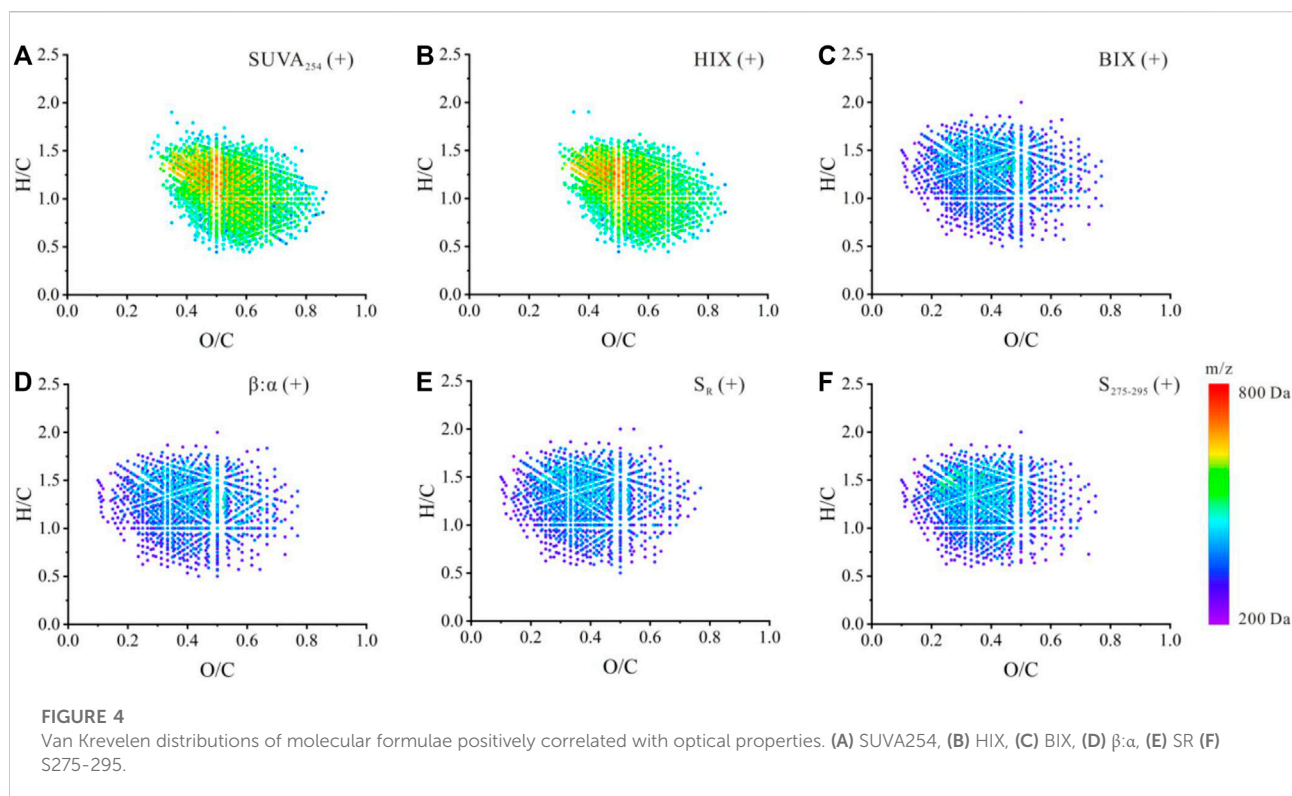 A
SUVA254 (+)
2.5
2.0
1.5
1.0
0.5
0.0
H/C
0.0 0.2 0.4 0.6 0.8 1.0
O/C
B
HIX (+)
2.5
2.0
1.5
1.0
0.5
0.0
H/C
0.0 0.2 0.4 0.6 0.8 1.0
O/C
C
BIX (+)
2.5
2.0
1.5
1.0
0.5
0.0
H/C
0.0 0.2 0.4 0.6 0.8 1.0
O/C
D
β:α (+)
2.5
2.0
1.5
1.0
0.5
0.0
H/C
0.0 0.2 0.4 0.6 0.8 1.0
O/C
E
SR (+)
2.5
2.0
1.5
1.0
0.5
0.0
H/C
0.0 0.2 0.4 0.6 0.8 1.0
O/C
F
S275-295 (+)
2.5
2.0
1.5
1.0
0.5
0.0
H/C
0.0 0.2 0.4 0.6 0.8 1.0
O/C
m/z
800 Da
200 Da
FIGURE 4
Van Krevelen distributions of molecular formulae positively correlated with optical properties. (A) SUVA254, (B) HIX, (C) BIX, (D) β:α, (E) SR (F)
S275-295.